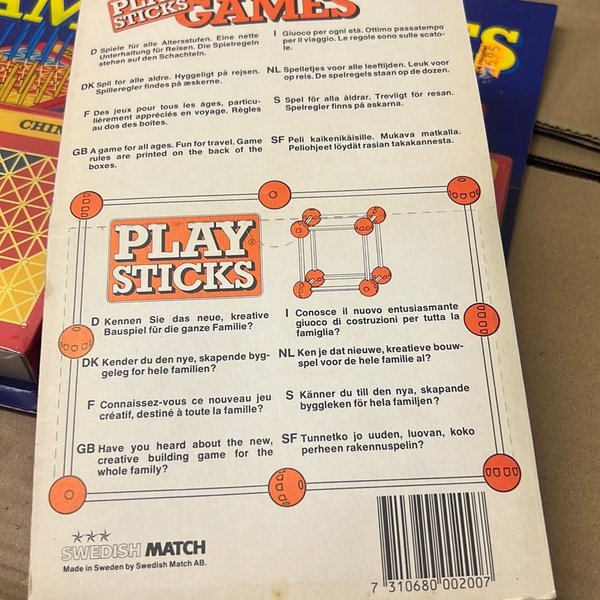 PLAY
STICKS GAMES
D Spiele für alle Altersstufen. Eine nette
Unterhaltung für Reisen. Die Spielregeln
stehen auf den Schachteln.
DK Spil for alle aldre. Hyggeligt på rejsen.
Spilleregler findes på æskerne.
F Des jeux pour tous les âges, particu-
lièrement appréciés en voyage. Règles
au dos des boîtes.
GB A game for all ages. Fun for travel. Game
rules are printed on the back of the
boxes.
I Giuoco per ogni età. Ottimo passatempo
per il viaggio. Le regole sono sulle scato-
le.
NL Spelletjes voor alle leeftijden. Leuk voor
op reis. De spelregels staan op de dozen.
S Spel för alla åldrar. Trevligt för resan.
Spelregler finns på askarna.
SF Peli kaikenikäisille. Mukava matkalla.
Peliohjeet löydät rasian takakannesta.
PLAY
STICKS®
D Kennen Sie das neue, kreative
Bauspiel für die ganze Familie?
DK Kender du den nye, skapende byg-
geleg for hele familien?
F Connaissez-vous ce nouveau jeu
créatif, destiné à toute la famille?
GB Have you heard about the new,
creative building game for the
whole family?
I Conosce il nuovo entusiasmante
giuoco di costruzioni per tutta la
famiglia?
NL Ken je dat nieuwe, kreatieve bouw-
spel voor de hele familie al?
S Känner du till den nya, skapande
byggleken för hela familjen?
SF Tunnetko jo uuden, luovan, koko
perheen rakennuspelin?
SWEDISH MATCH
Made in Sweden by Swedish Match AB.
7 310680 002007
CHIN